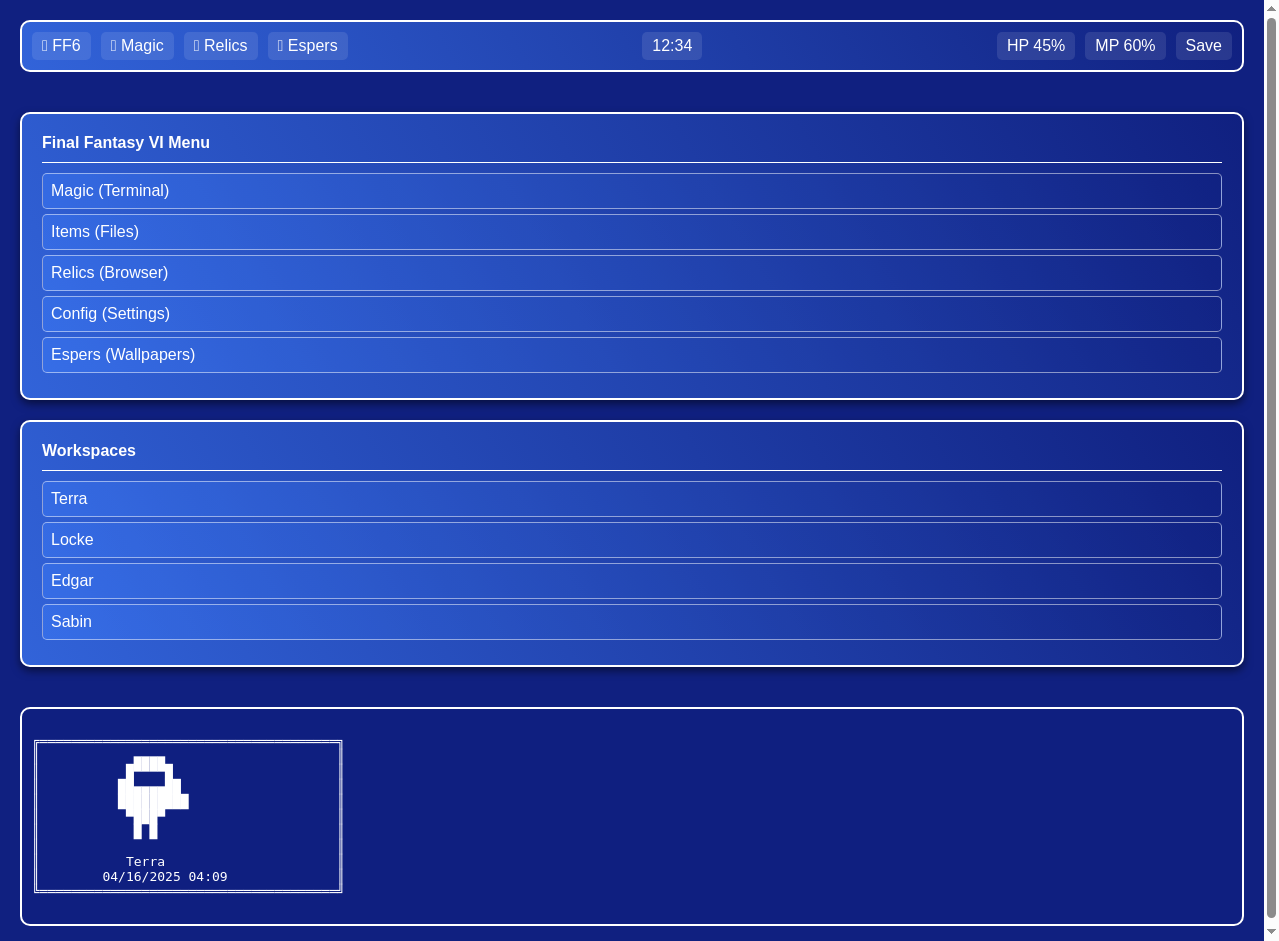 FF6 Magic Relics Espers 12:34 HP 45% MP 60% Save
Final Fantasy VI Menu
Magic (Terminal)
Items (Files)
Relics (Browser)
Config (Settings)
Espers (Wallpapers)
Workspaces
Terra
Locke
Edgar
Sabin
Terra
04/16/2025 04:09